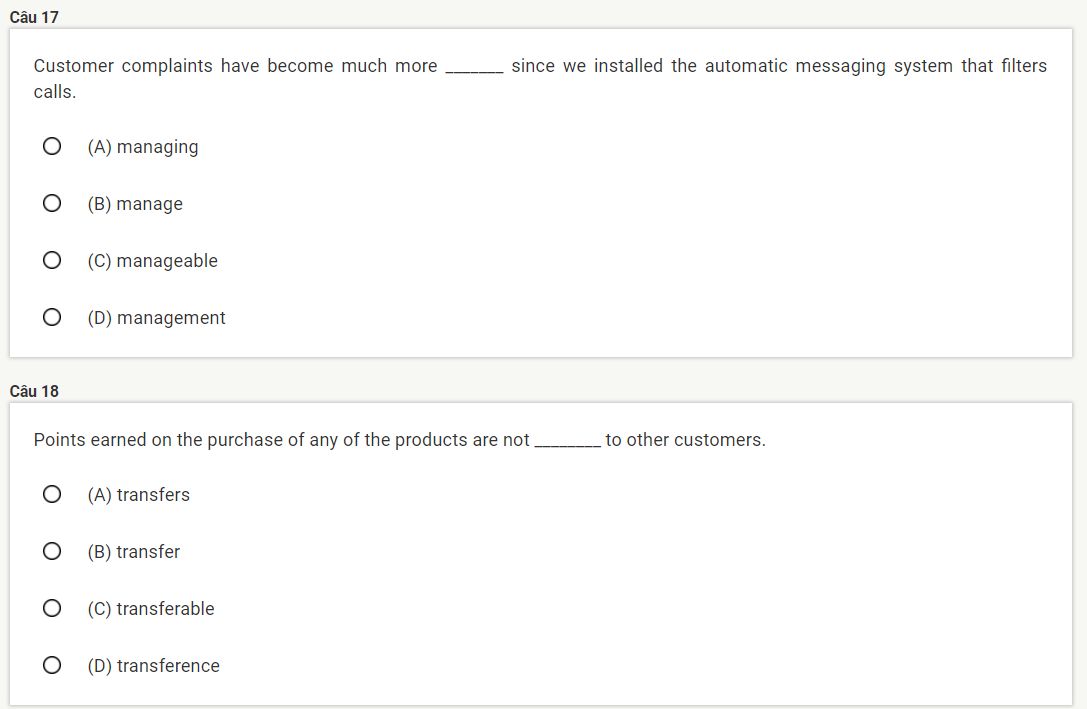 Câu 17
Customer complaints have become much more _______ since we installed the automatic messaging system that filters
calls.
(A) managing
(B) manage
(C) manageable
(D) management
Câu 18
Points earned on the purchase of any of the products are not ________ to other customers.
(A) transfers
(B) transfer
(C) transferable
(D) transference